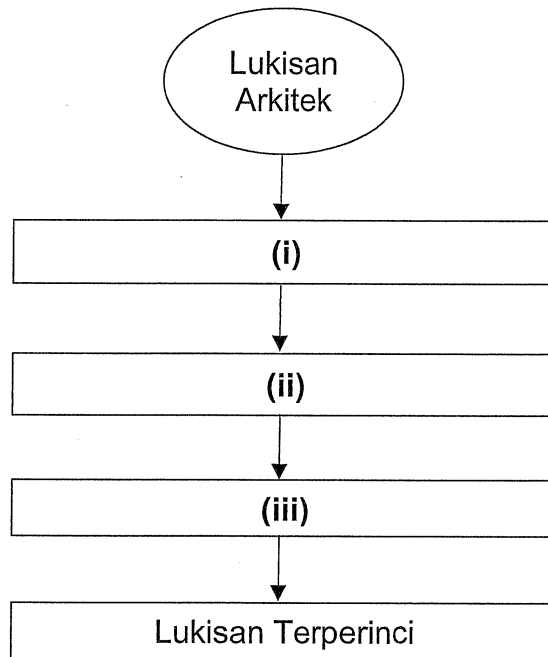 Lukisan
Arkitek
(i)
(ii)
(iii)
Lukisan Terperinci